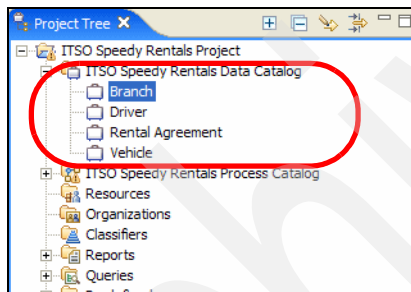 Project Tree
ITSO Speedy Rentals Project
ITSO Speedy Rentals Data Catalog
Branch
Driver
Rental Agreement
Vehicle
ITSO Speedy Rentals Process Catalog
Resources
Organizations
Classifiers
Reports
Queries